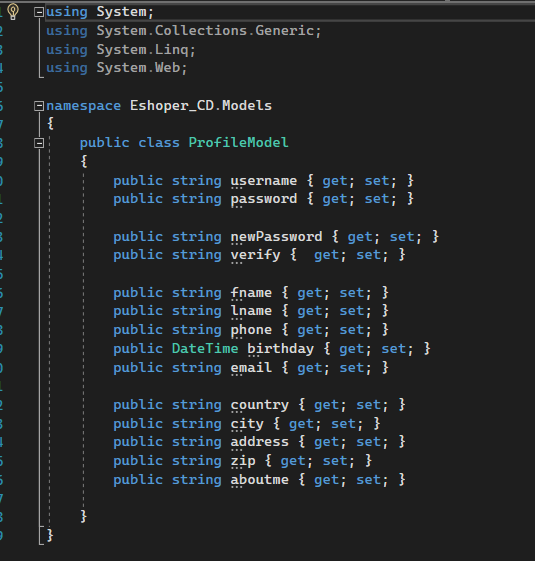 using System;
using System.Collections.Generic;
using System.Linq;
using System.Web;
namespace Eshoper_CD.Models
{
public class ProfileModel
{
public string username { get; set; }
public string password { get; set; }
public string newPassword { get; set; }
public string verify {  get; set; }
public string fname { get; set; }
public string lname { get; set; }
public string phone { get; set; }
public DateTime birthday { get; set; }
public string email { get; set; }
public string country { get; set; }
public string city { get; set; }
public string address { get; set; }
public string zip { get; set; }
public string aboutme { get; set; }
}
}